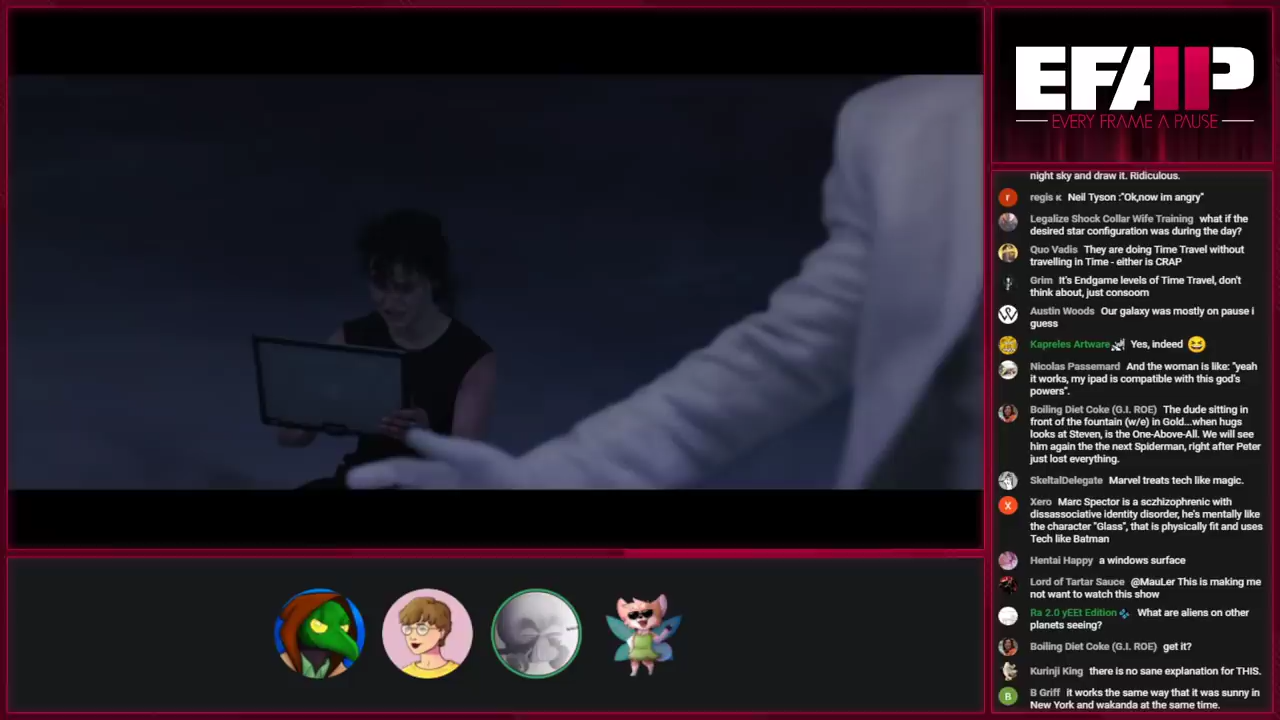 EFAP
EVERY FRAME A PAUSE
night sky and draw it. Ridiculous.
r regis κ Neil Tyson :"Ok,now im angry"
Legalize Shock Collar Wife Training what if the
desired star configuration was during the day?
Quo Vadis They are doing Time Travel without
travelling in Time - either is CRAP
Grim It's Endgame levels of Time Travel, don't
think about, just consoom
Austin Woods Our galaxy was mostly on pause i
guess
Kapreles Artware Yes, indeed 😆
Nicolas Passemard And the woman is like: "yeah
it works, my ipad is compatible with this god's
powers".
Boiling Diet Coke (G.I. ROE) The dude sitting in
front of the fountain (w/e) in Gold...when hugs
looks at Steven, is the One-Above-All. We will see
him again the the next Spiderman, right after Peter
just lost everything.
SkeltalDelegate Marvel treats tech like magic.
X Xero Marc Spector is a sczhizophrenic with
dissassociative identity disorder, he's mentally like
the character "Glass", that is physically fit and uses
Tech like Batman
Hentai Happy a windows surface
Lord of Tartar Sauce @MauLer This is making me
not want to watch this show
Ra 2.0 yEEt Edition What are aliens on other
planets seeing?
Boiling Diet Coke (G.I. ROE) get it?
Kurinji King there is no sane explanation for THIS.
B B Griff it works the same way that it was sunny in
New York and wakanda at the same time.